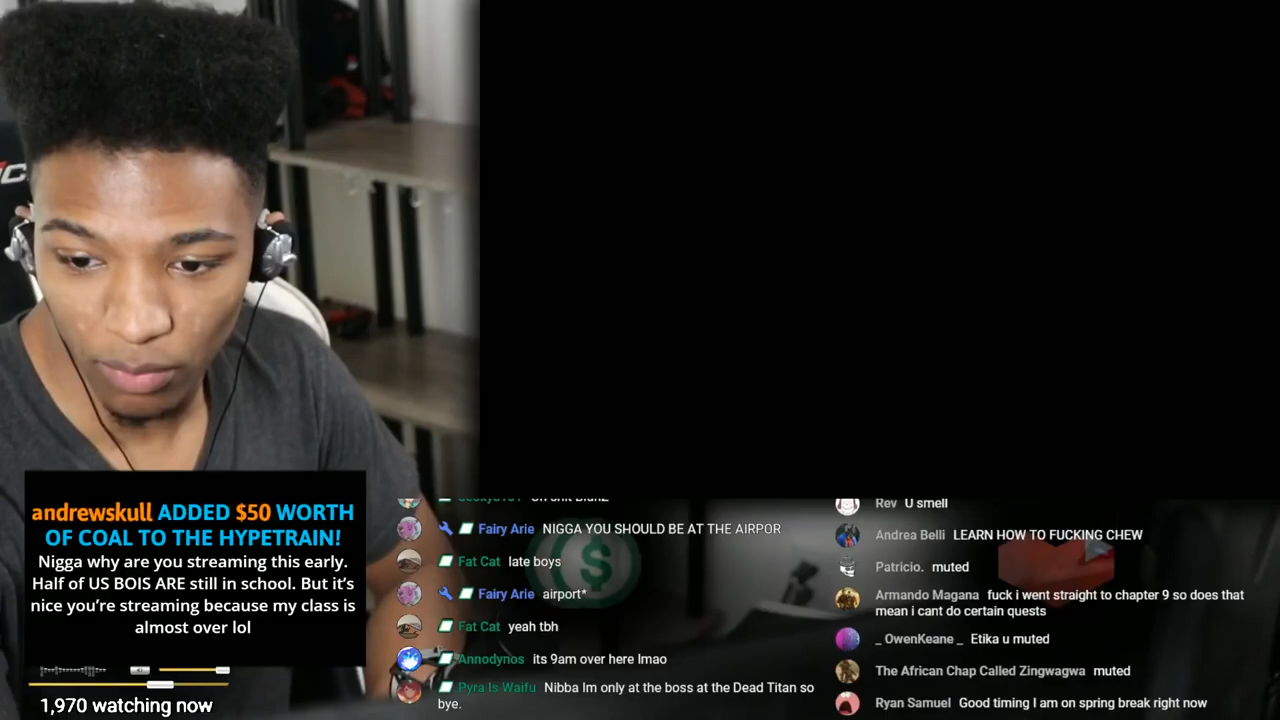 andrewskull ADDED $50 WORTH
OF COAL TO THE HYPETRAIN!
Nigga why are you streaming this early.
Half of US BOIS ARE still in school. But it's
nice you're streaming because my class is
almost over lol
1,970 watching now
Fairy Arie NIGGA YOU SHOULD BE AT THE AIRPOR
Fat Cat late boys
Fairy Arie airport*
Fat Cat yeah tbh
Annodynos its 9am over here lmao
Pyra Is Waifu Nibba Im only at the boss at the Dead Titan so
bye.
Rev U smell
Andrea Belli LEARN HOW TO FUCKING CHEW
Patricio. muted
Armando Magana fuck i went straight to chapter 9 so does that
mean i cant do certain quests
_ OwenKeane _ Etika u muted
The African Chap Called Zingwagwa muted
Ryan Samuel Good timing I am on spring break right now
$